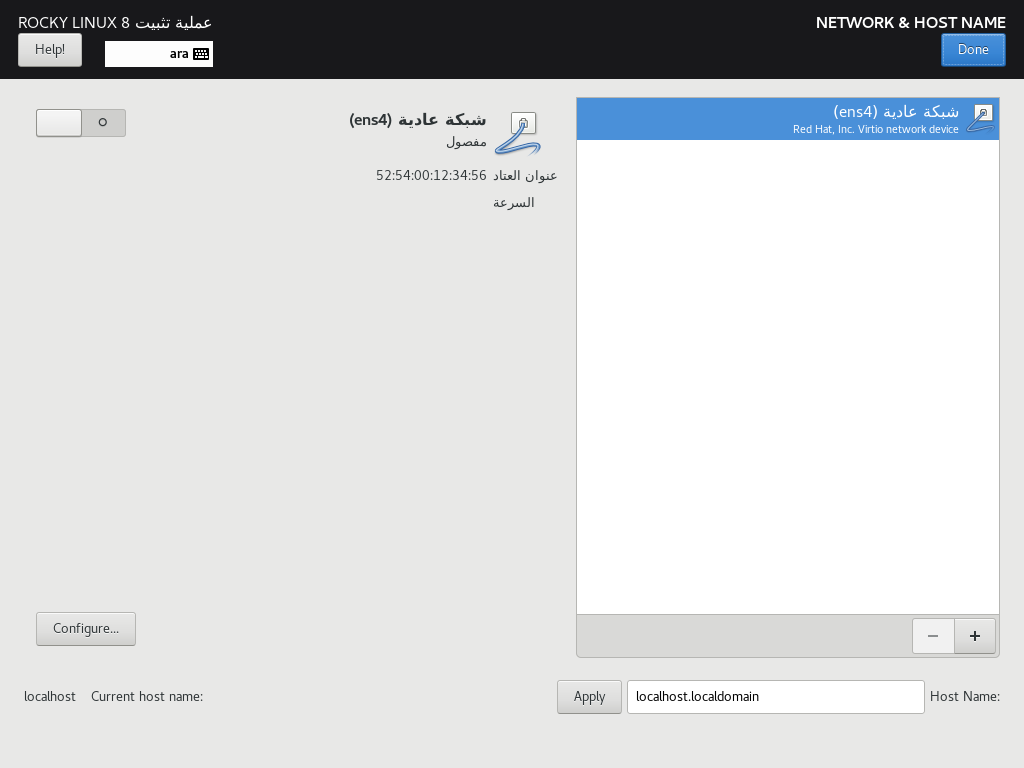 NETWORK & HOST NAME
Done
ROCKY LINUX 8 عملية تثبيت
ara
Help!
شبكة عادية (ens4)
Red Hat, Inc. Virtio network device
شبكة عادية (ens4)
مفصول
عنوان العتاد 52:54:00:12:34:56
السرعة
Configure...
Host Name:
localhost.localdomain
Apply
Current host name:
localhost